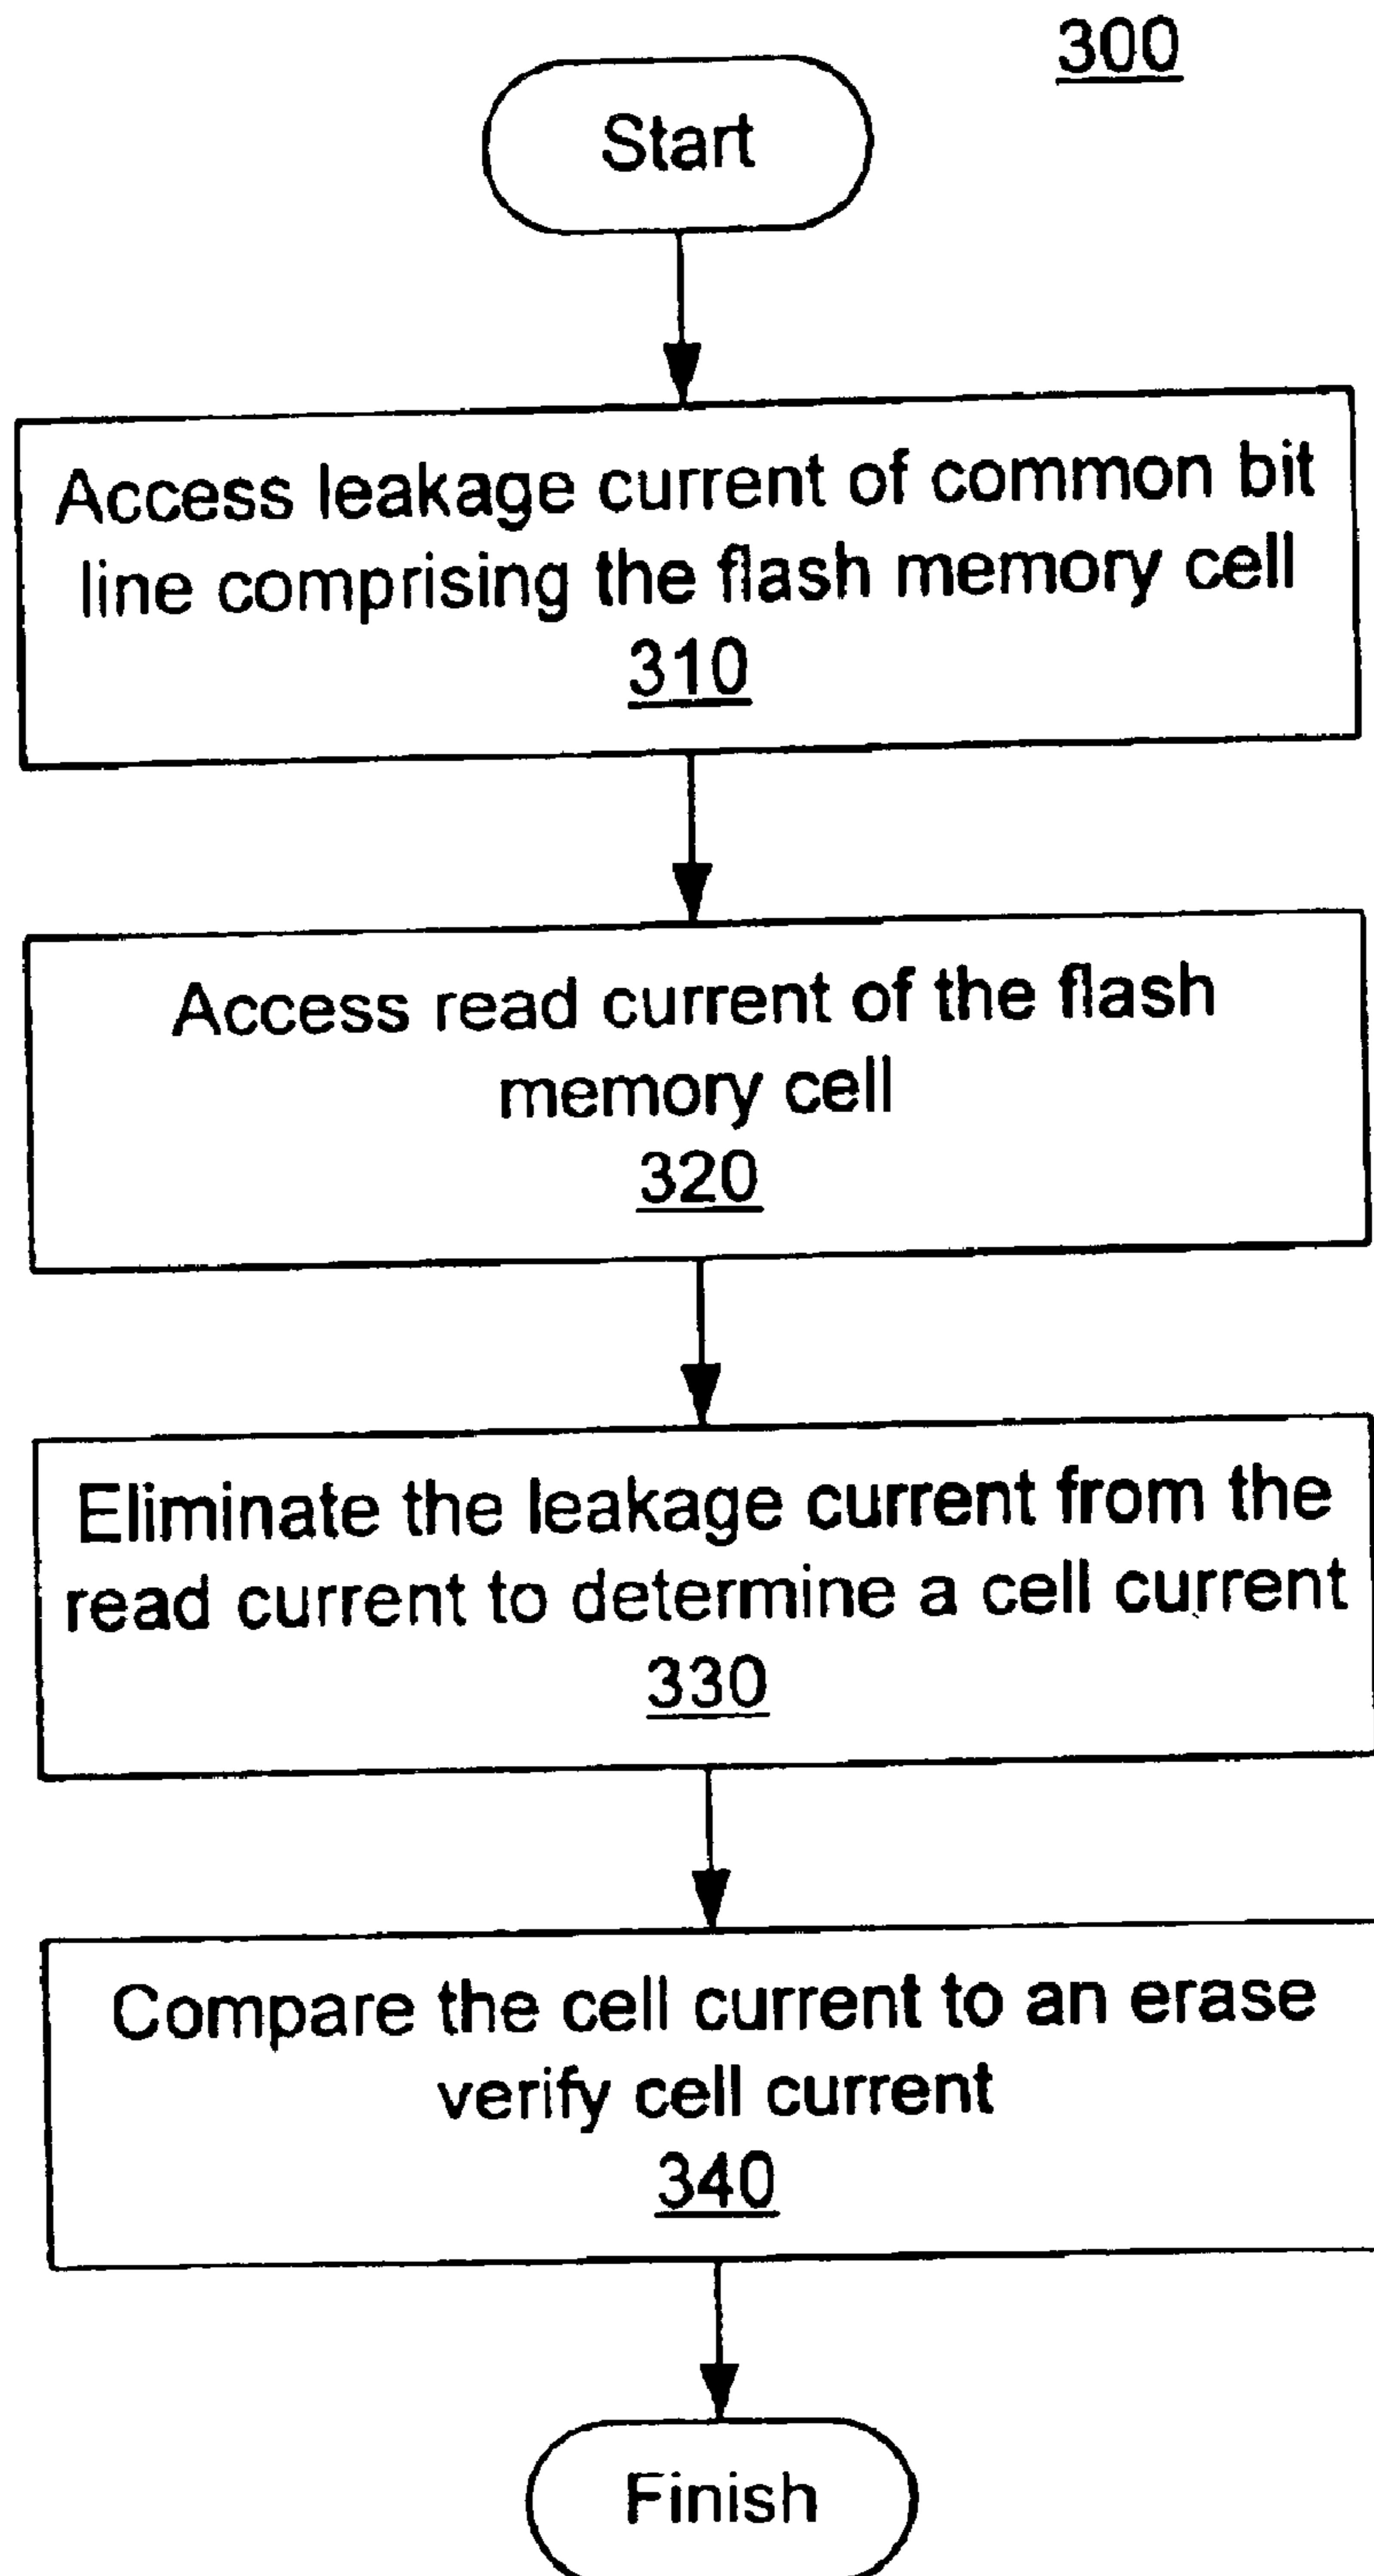 300
Start
Access leakage current of common bit
line comprising the flash memory cell
310
Access read current of the flash
memory cell
320
Eliminate the leakage current from the
read current to determine a cell current
330
Compare the cell current to an erase
verify cell current
340
Finish